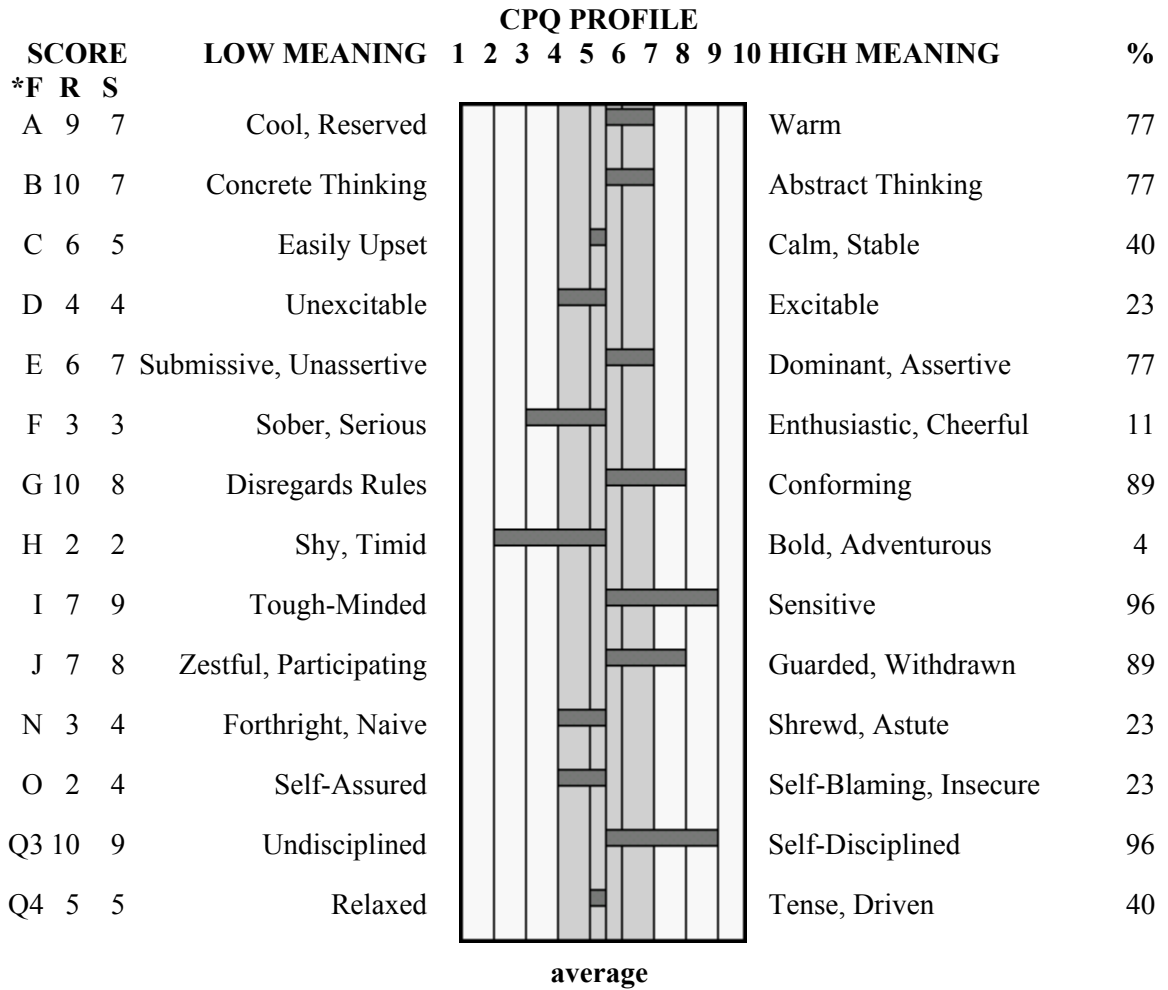 CPQ PROFILE
SCORE LOW MEANING 1 2 3 4 5 6 7 8 9 10 HIGH MEANING %
*F R S
A 9 7 Cool, Reserved Warm 77
B 10 7 Concrete Thinking Abstract Thinking 77
C 6 5 Easily Upset Calm, Stable 40
D 4 4 Unexcitable Excitable 23
E 6 7 Submissive, Unassertive Dominant, Assertive 77
F 3 3 Sober, Serious Enthusiastic, Cheerful 11
G 10 8 Disregards Rules Conforming 89
H 2 2 Shy, Timid Bold, Adventurous 4
I 7 9 Tough-Minded Sensitive 96
J 7 8 Zestful, Participating Guarded, Withdrawn 89
N 3 4 Forthright, Naive Shrewd, Astute 23
O 2 4 Self-Assured Self-Blaming, Insecure 23
Q3 10 9 Undisciplined Self-Disciplined 96
Q4 5 5 Relaxed Tense, Driven 40
average